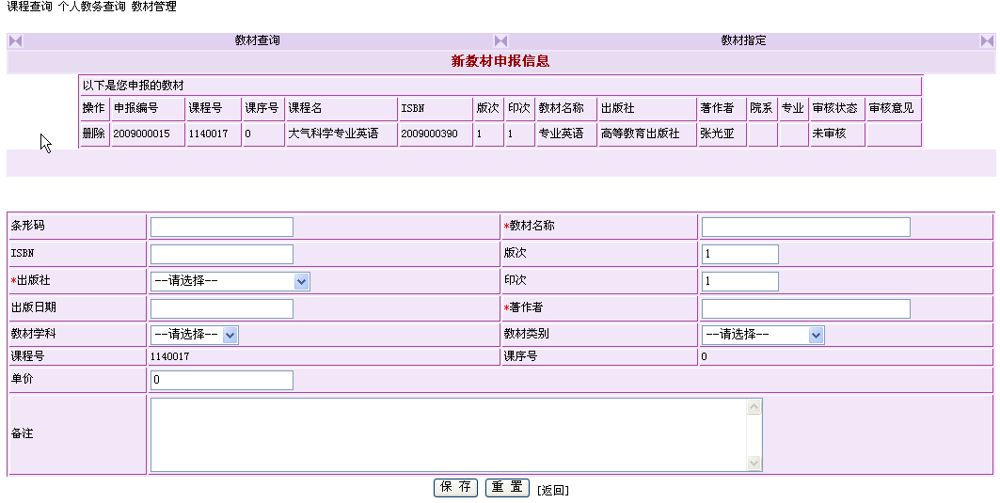 课程查询 个人教务查询 教材管理
教材查询 教材指定
新教材申报信息
以下是您申报的教材
操作 申报编号 课程号 课序号 课程名 ISBN 版次 印次 教材名称 出版社 著作者 院系 专业 审核状态 审核意见
删除 2009000015 1140017 0 大气科学专业英语 2009000390 1 1 专业英语 高等教育出版社 张光亚 未审核
条形码 *教材名称
ISBN 版次 1
*出版社 --请选择-- 印次 1
出版日期 *著作者
教材学科 --请选择-- 教材类别 --请选择--
课程号 1140017 课序号 0
单价 0
备注
保 存 重 置 [返回]